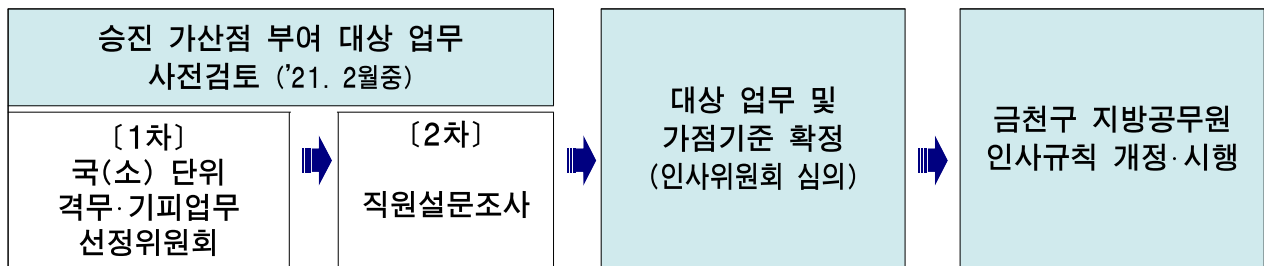 승진 가산점 부여 대상 업무
사전검토 ('21. 2월중)
〔1차〕
국(소) 단위
격무·기피업무
선정위원회
〔2차〕
직원설문조사
대상 업무 및
가점기준 확정
(인사위원회 심의)
금천구 지방공무원
인사규칙 개정·시행